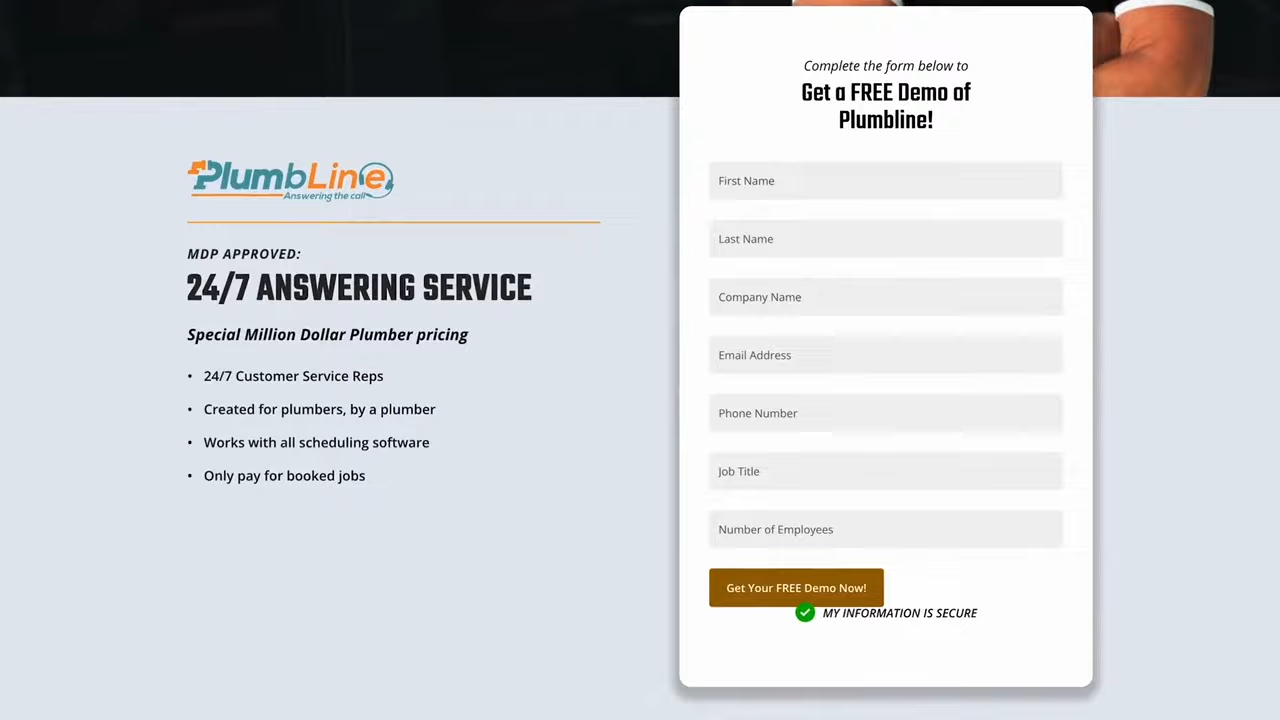 PlumbLine
Answering the call
MDP APPROVED:
24/7 ANSWERING SERVICE
Special Million Dollar Plumber pricing
• 24/7 Customer Service Reps
• Created for plumbers, by a plumber
• Works with all scheduling software
• Only pay for booked jobs
Complete the form below to
Get a FREE Demo of
Plumbline!
First Name
Last Name
Company Name
Email Address
Phone Number
Job Title
Number of Employees
Get Your FREE Demo Now!
MY INFORMATION IS SECURE